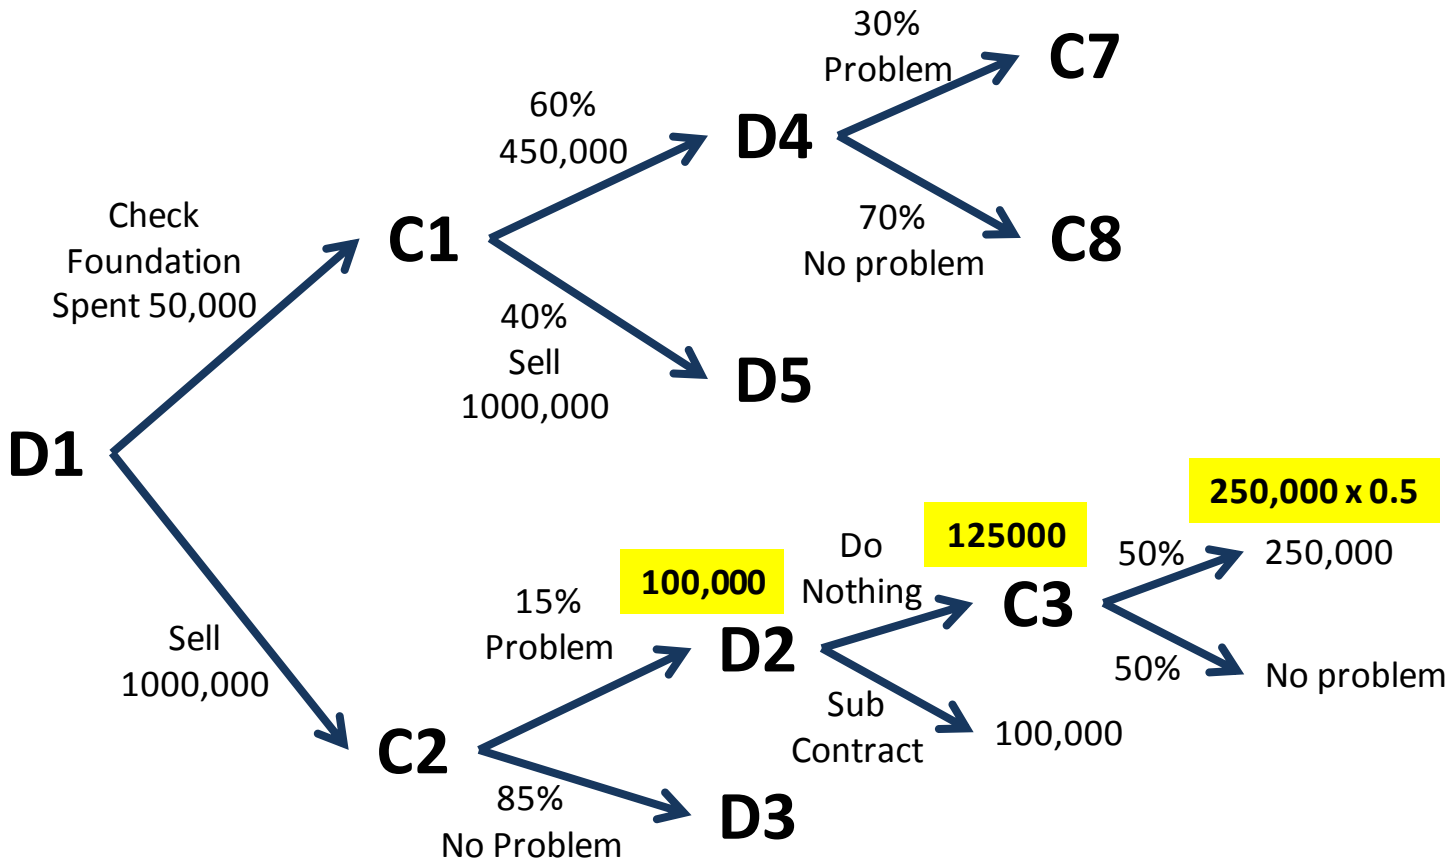 30%
Problem
C7
60%
450,000
D4
70%
No problem
C8
Check
Foundation
Spent 50,000
C1
40%
Sell
1000,000
D5
D1
250,000 x 0.5
125000
Do
Nothing
50%
250,000
100,000
15%
Problem
C3
D2
50%
No problem
Sell
1000,000
Sub
Contract
100,000
C2
85%
No Problem
D3